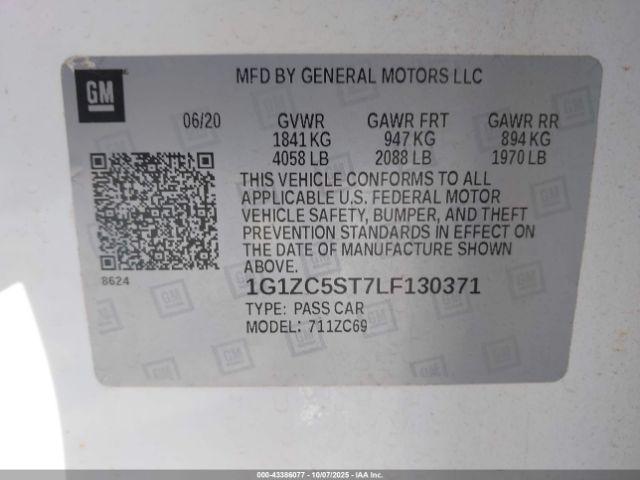 GM
MFD BY GENERAL MOTORS LLC
06/20 GVWR GAWR FRT GAWR RR
1841 KG 947 KG 894 KG
4058 LB 2088 LB 1970 LB
THIS VEHICLE CONFORMS TO ALL
APPLICABLE U.S. FEDERAL MOTOR
VEHICLE SAFETY, BUMPER, AND THEFT
PREVENTION STANDARDS IN EFFECT ON
THE DATE OF MANUFACTURE SHOWN
ABOVE.
8624
1G1ZC5ST7LF130371
TYPE: PASS CAR
MODEL: 711ZC69
000-43386077 - 10/07/2025 - IAA, Inc.